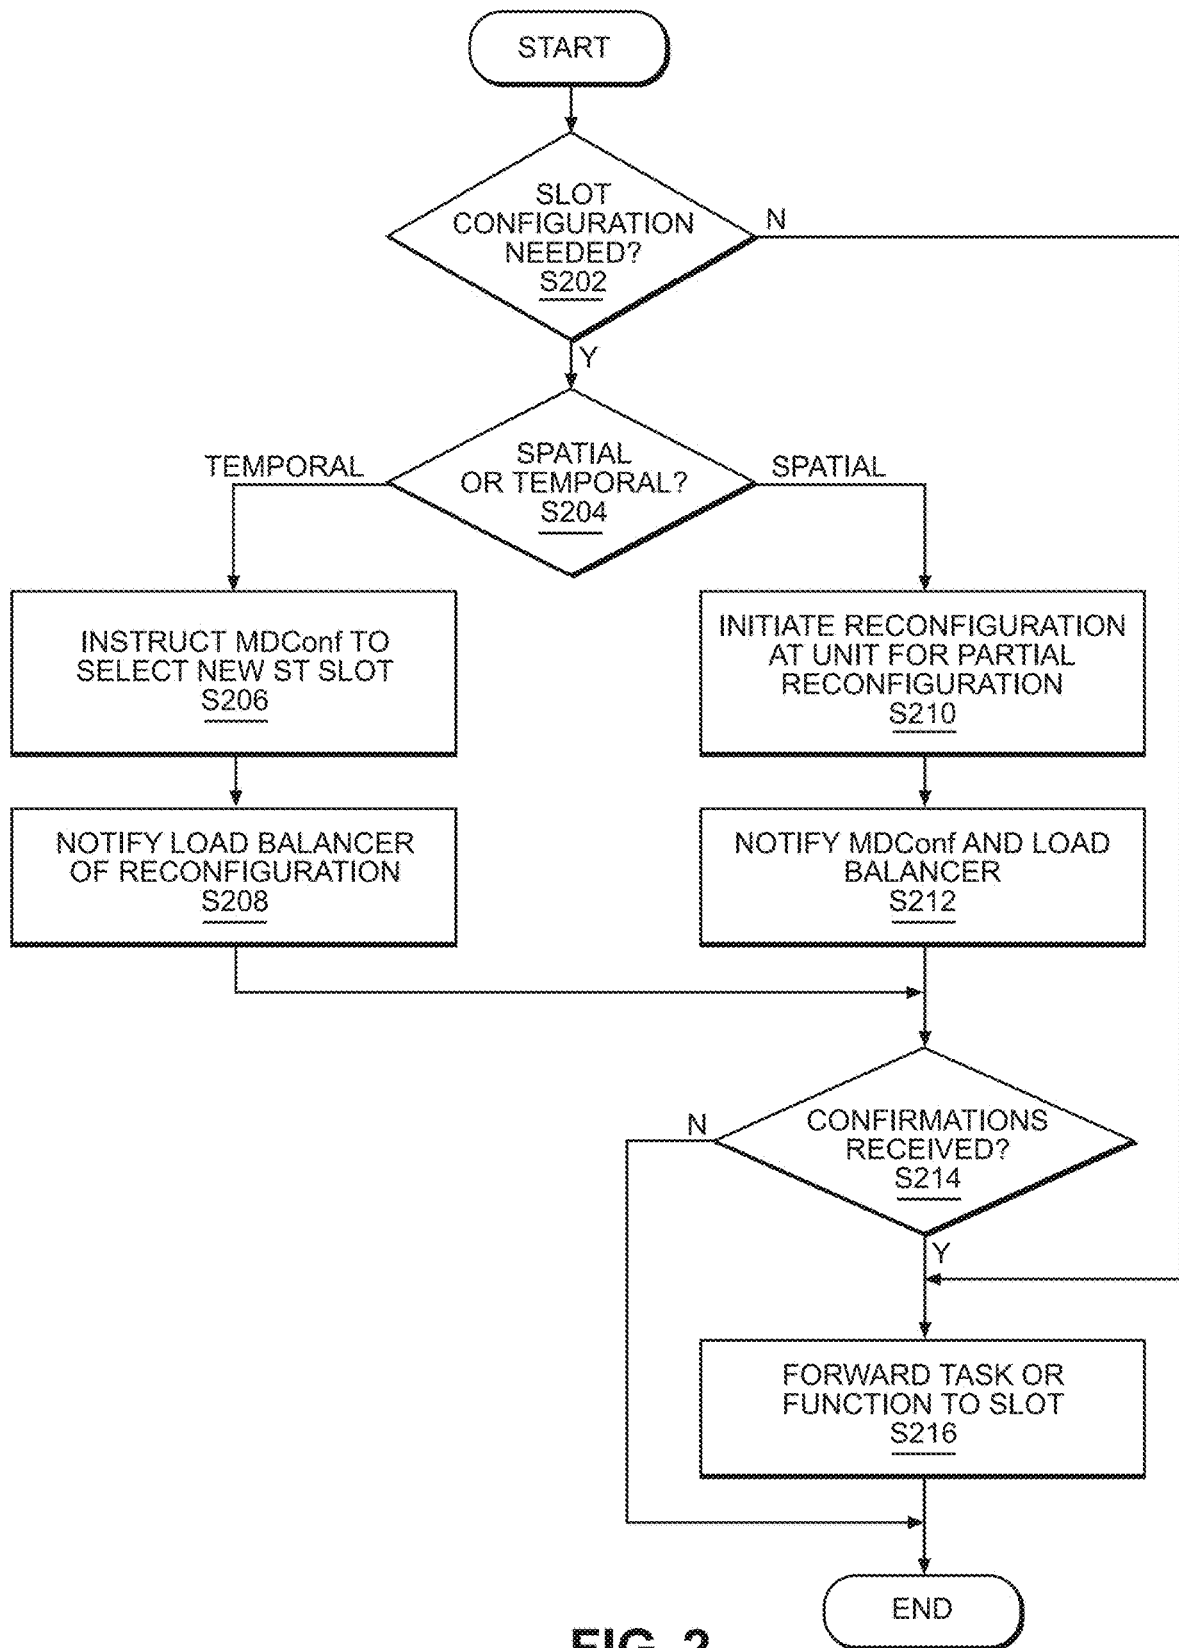 START
SLOT
CONFIGURATION
NEEDED?
S202
N
Y
SPATIAL
OR TEMPORAL?
S204
TEMPORAL
SPATIAL
INSTRUCT MDConf TO
SELECT NEW ST SLOT
S206
INITIATE RECONFIGURATION
AT UNIT FOR PARTIAL
RECONFIGURATION
S210
NOTIFY LOAD BALANCER
OF RECONFIGURATION
S208
NOTIFY MDConf AND LOAD
BALANCER
S212
CONFIRMATIONS
RECEIVED?
S214
N
Y
FORWARD TASK OR
FUNCTION TO SLOT
S216
END
FIG. 2